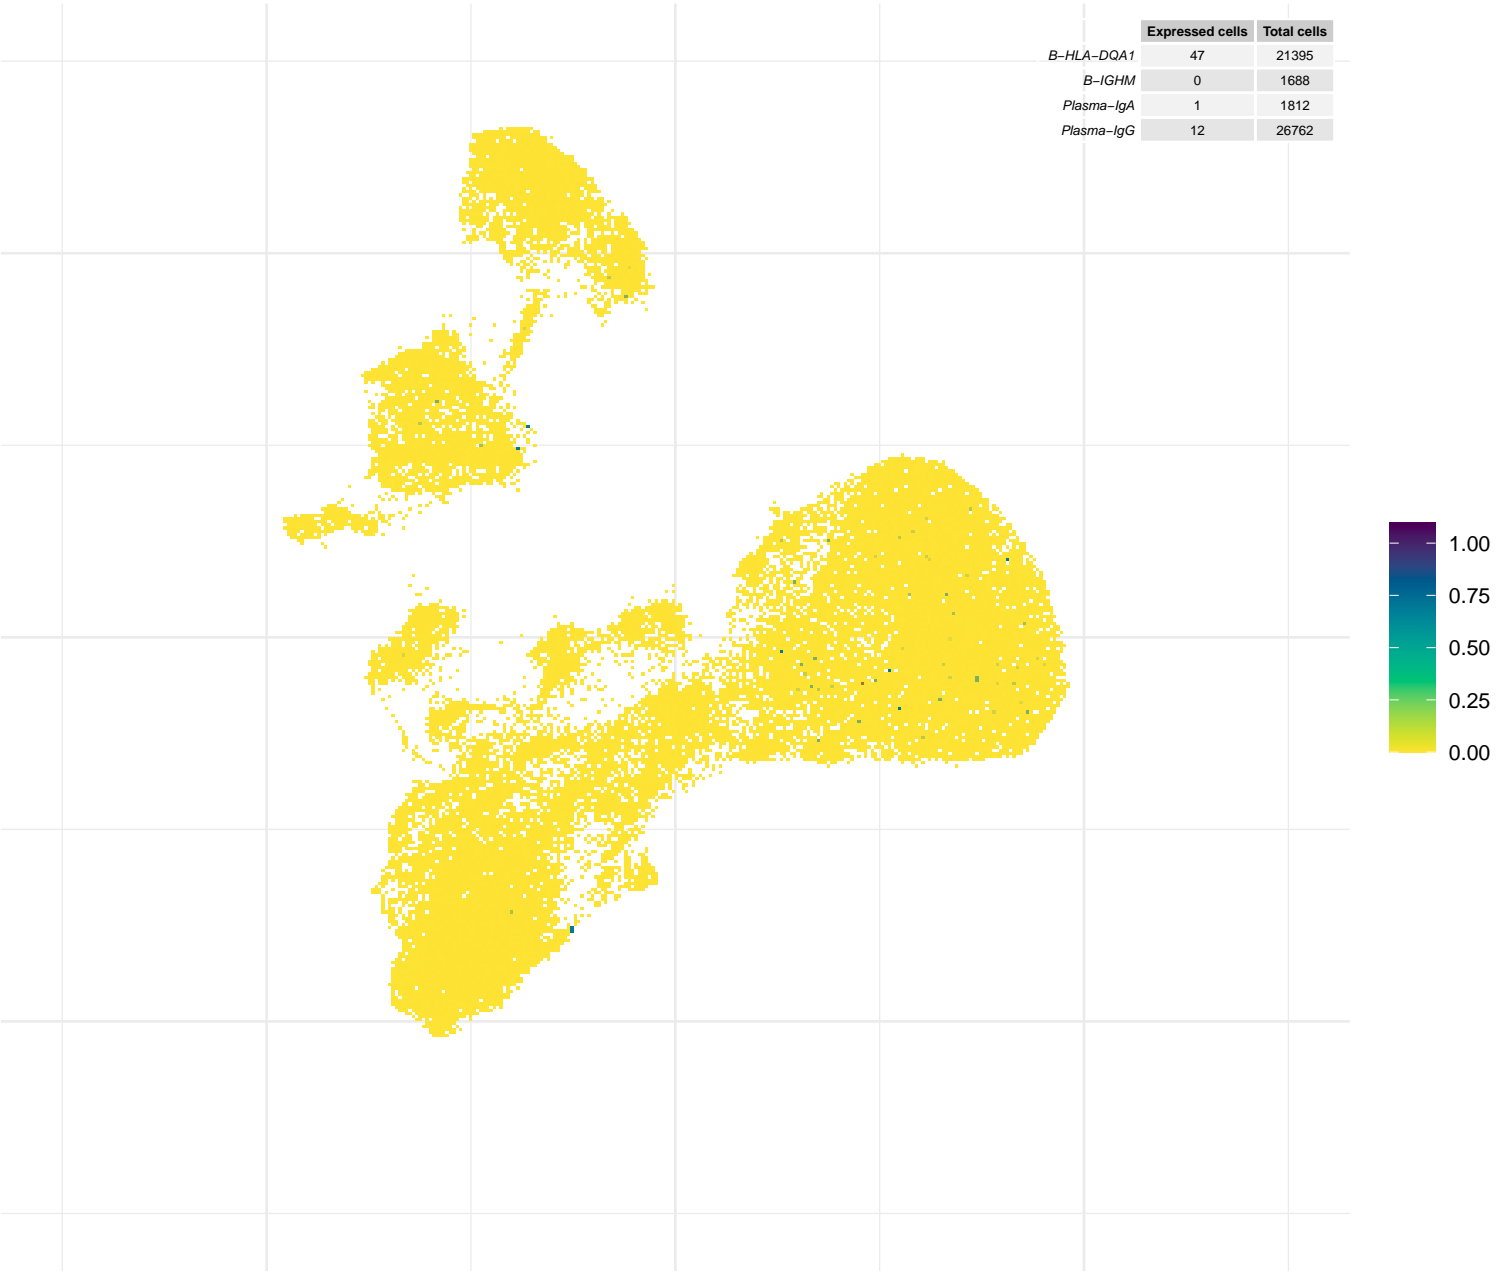 Expressed cells Total cells
B−HLA−DQA1 47 21395
B−IGHM 0 1688
Plasma−IgA 1 1812
Plasma−IgG 12 26762
1.00
0.75
0.50
0.25
0.00